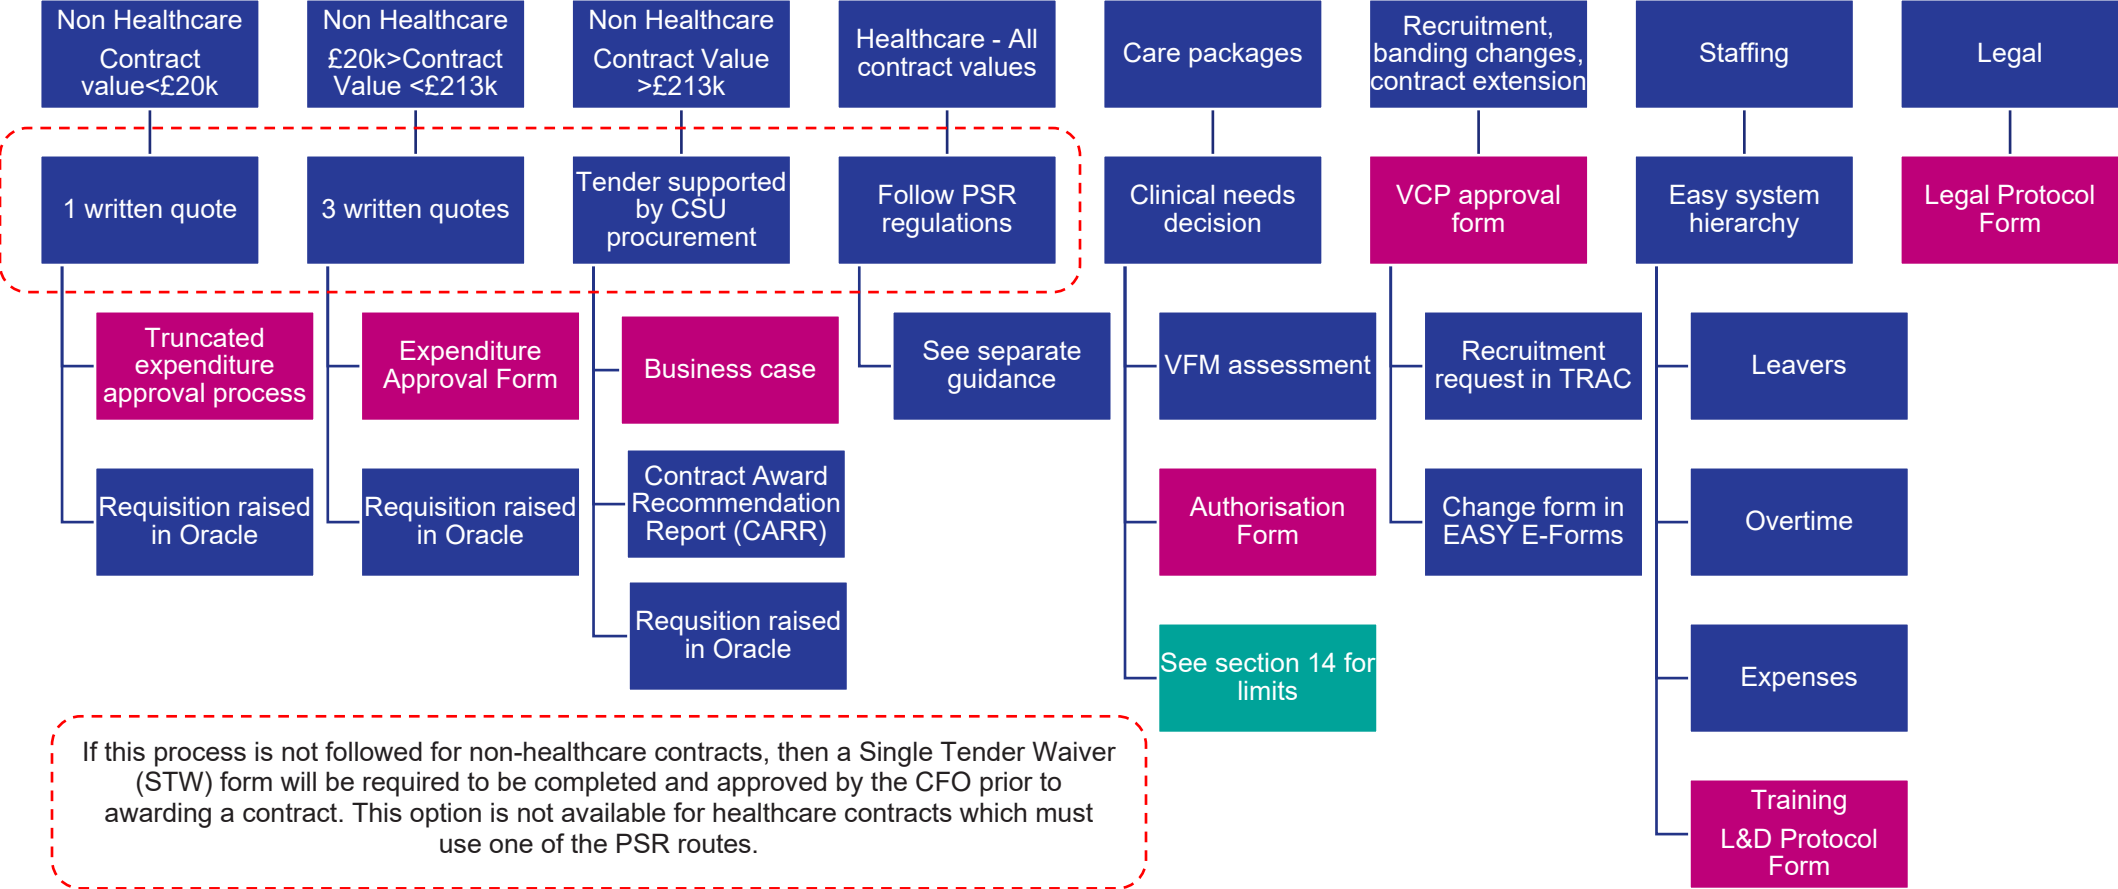 Non Healthcare
Contract
value<£20k
Non Healthcare
£20k>Contract
Value <£213k
Non Healthcare
Contract Value
>£213k
Healthcare - All
contract values
Care packages
Recruitment,
banding changes,
contract extension
Staffing
Legal
1 written quote
3 written quotes
Tender supported
by CSU
procurement
Follow PSR
regulations
Clinical needs
decision
VCP approval
form
Easy system
hierarchy
Legal Protocol
Form
Truncated
expenditure
approval process
Expenditure
Approval Form
Business case
See separate
guidance
VFM assessment
Recruitment
request in TRAC
Leavers
Requisition raised
in Oracle
Requisition raised
in Oracle
Contract Award
Recommendation
Report (CARR)
Authorisation
Form
Change form in
EASY E-Forms
Overtime
Requsition raised
in Oracle
See section 14 for
limits
Expenses
Training
L&D Protocol
Form
If this process is not followed for non-healthcare contracts, then a Single Tender Waiver
(STW) form will be required to be completed and approved by the CFO prior to
awarding a contract. This option is not available for healthcare contracts which must
use one of the PSR routes.